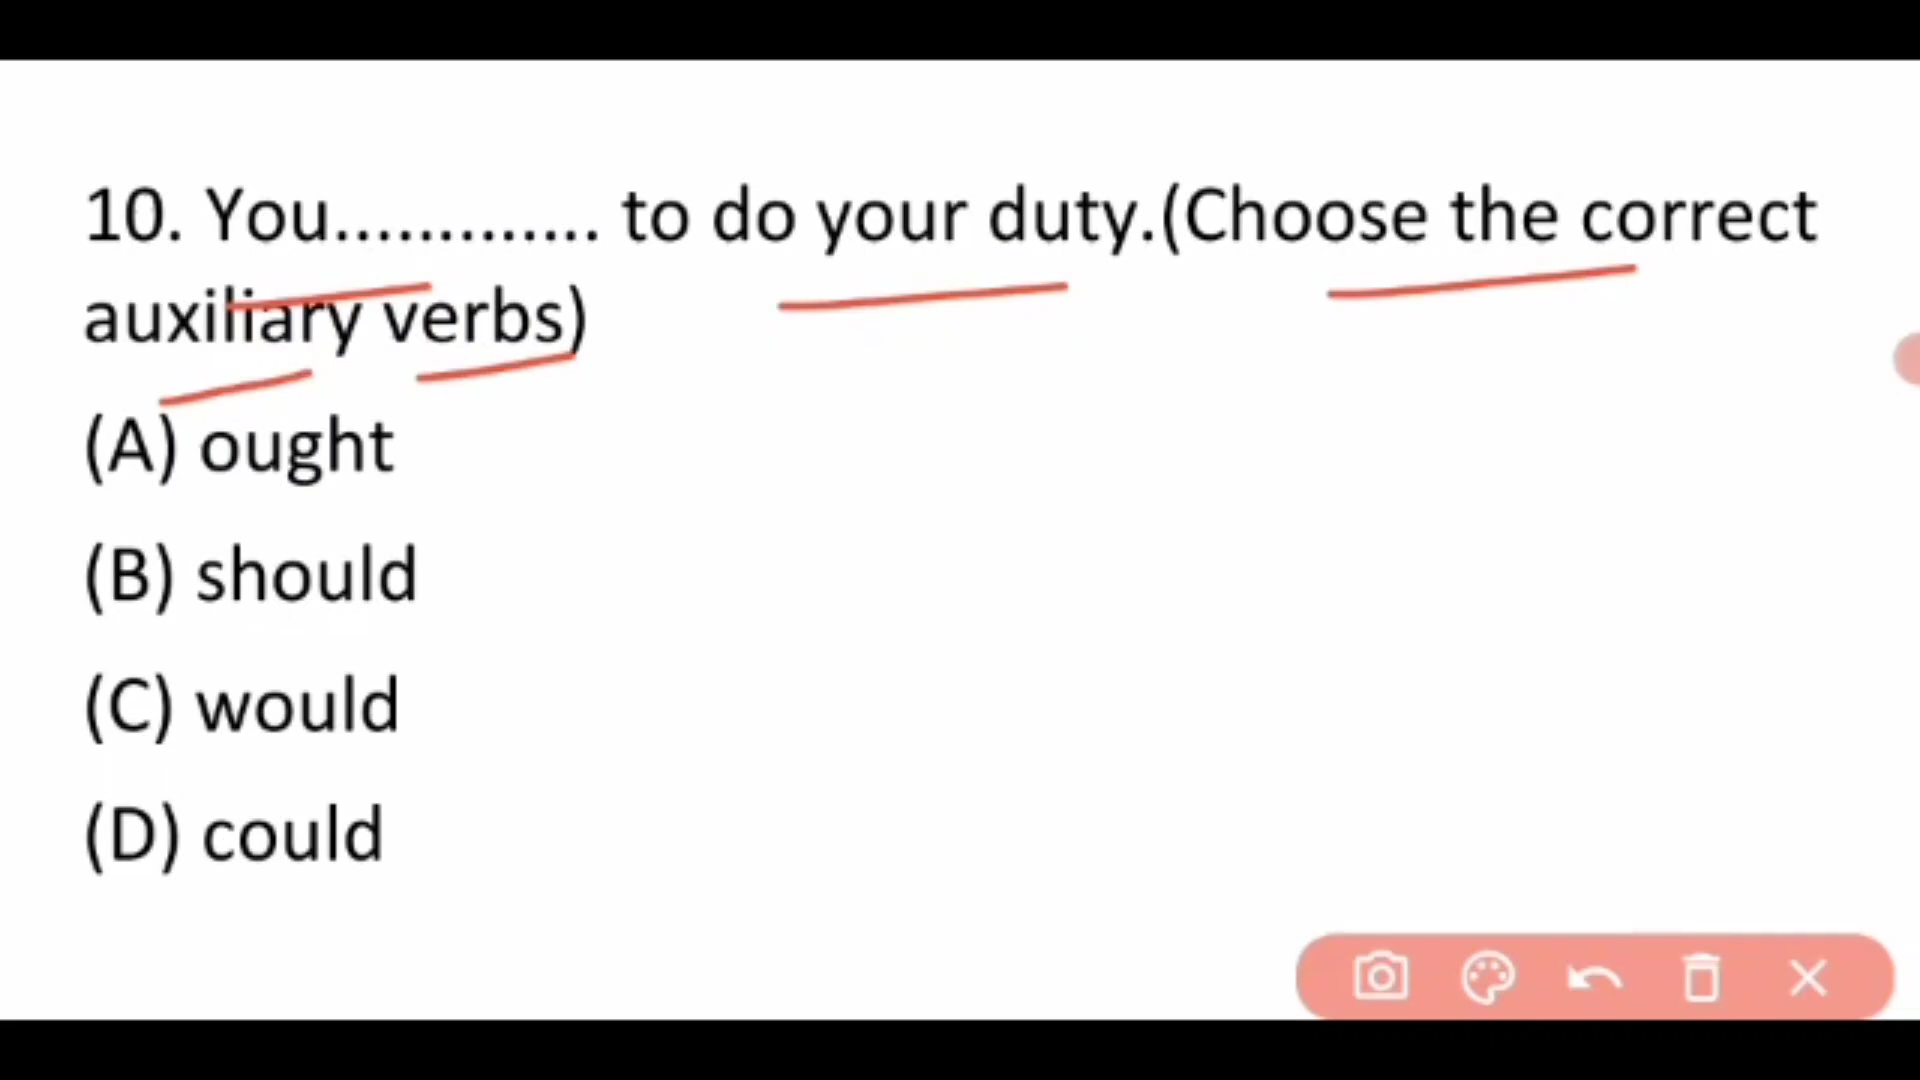 10. You............. to do your duty.(Choose the correct
auxiliary verbs)
(A) ought
(B) should
(C) would
(D) could